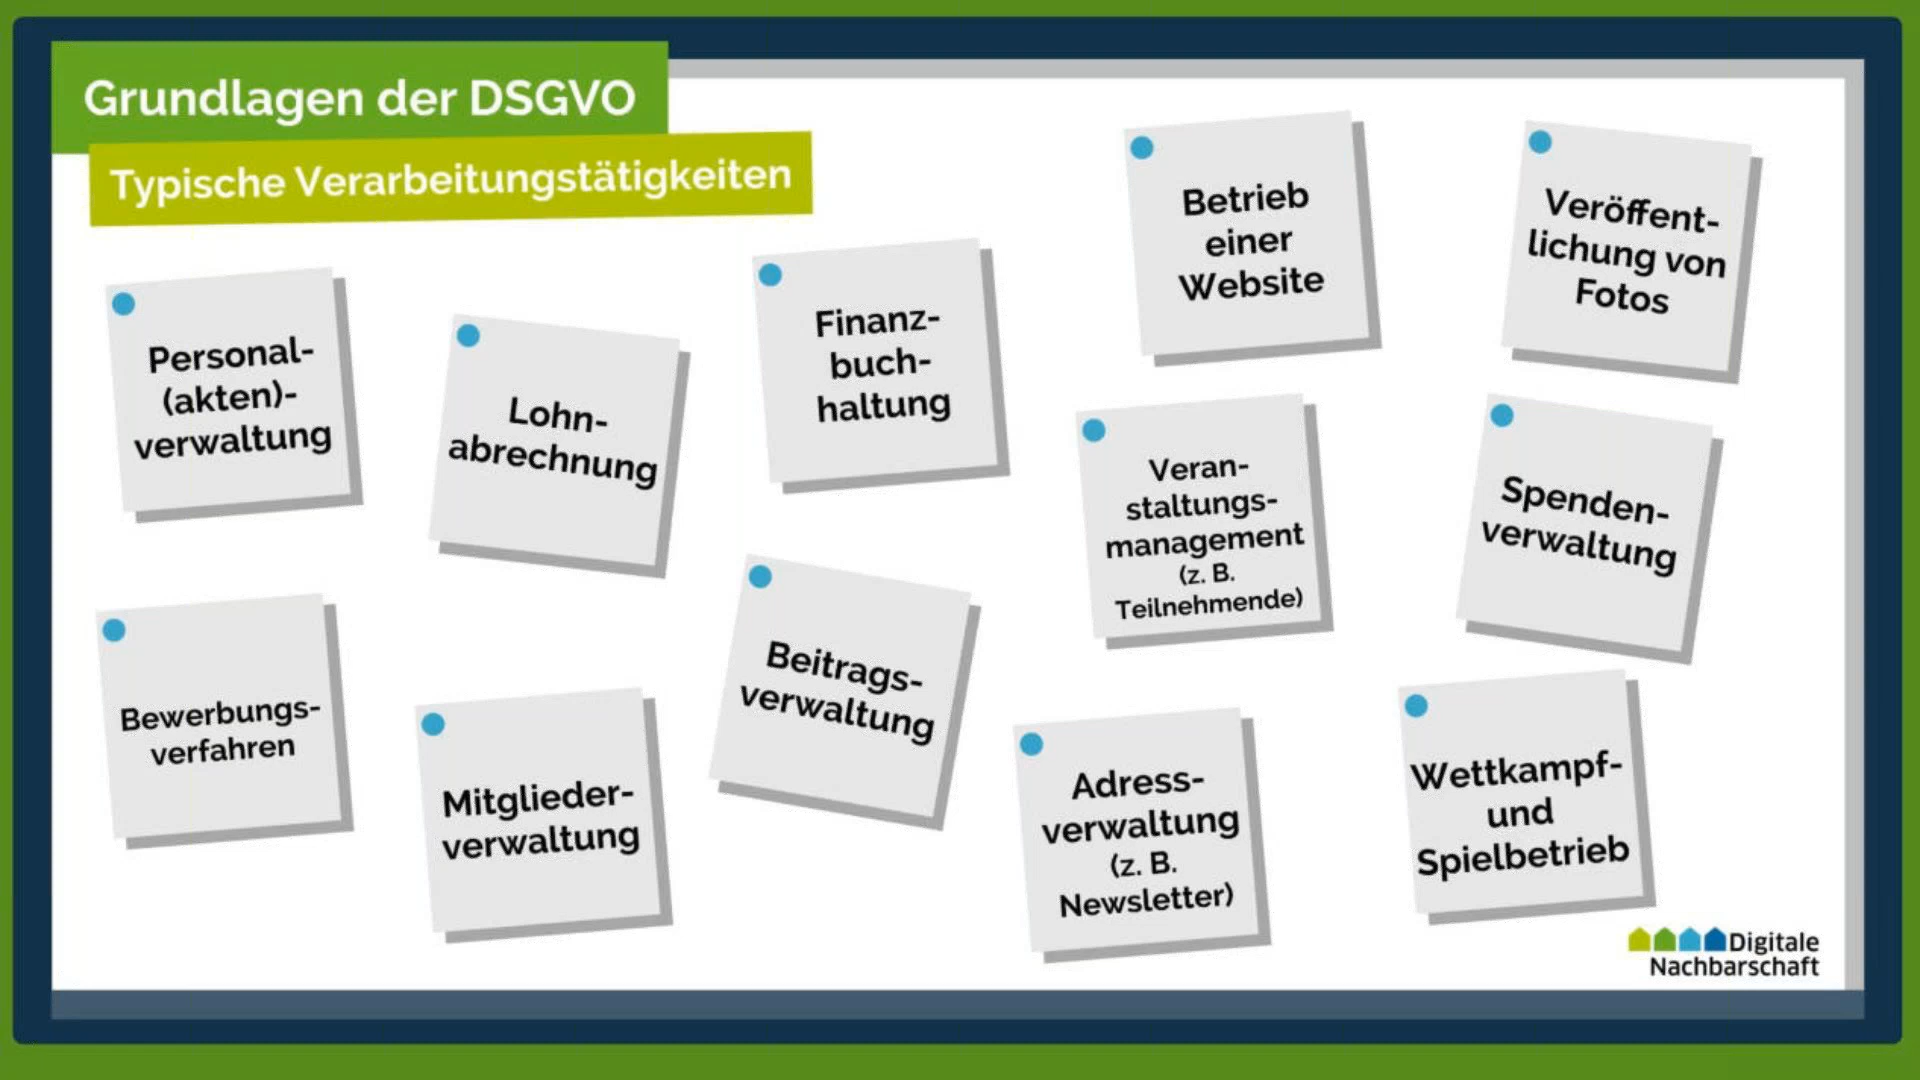 Grundlagen der DSGVO
Typische Verarbeitungstätigkeiten
Personal-
(akten)-
verwaltung
Lohn-
abrechnung
Finanz-
buch-
haltung
Betrieb
einer
Website
Veröffent-
lichung von
Fotos
Veran-
staltungs-
management
(z. B.
Teilnehmende)
Spenden-
verwaltung
Bewerbungs-
verfahren
Mitglieder-
verwaltung
Beitrags-
verwaltung
Adress-
verwaltung
(z. B.
Newsletter)
Wettkampf-
und
Spielbetrieb
Digitale
Nachbarschaft